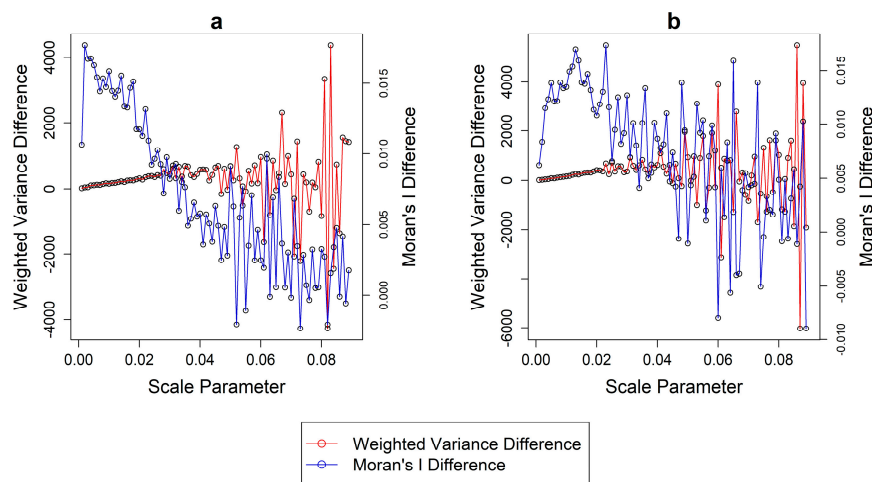 a
b
4000
2000
0
-2000
-4000
0.015
0.010
0.005
0.000
Weighted Variance Difference
Moran's I Difference
0.00 0.02 0.04 0.06 0.08
Scale Parameter
4000
2000
0
-2000
-4000
-6000
0.015
0.010
0.005
0.000
-0.005
-0.010
Weighted Variance Difference
Moran's I Difference
0.00 0.02 0.04 0.06 0.08
Scale Parameter
Weighted Variance Difference
Moran's I Difference